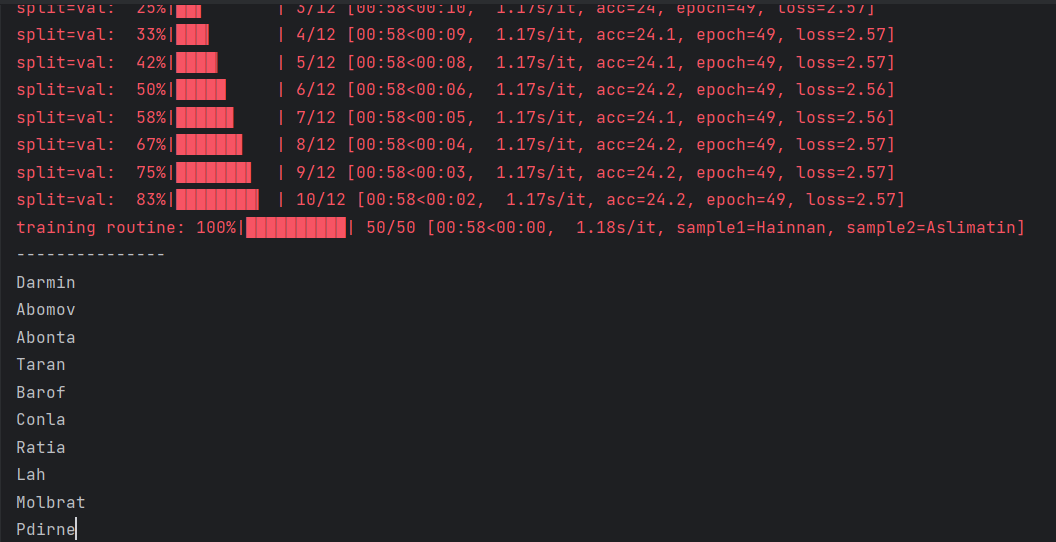 split=val:  25%|██▌       | 3/12 [00:58<00:10,  1.17s/it, acc=24, epoch=49, loss=2.57]
split=val:  33%|███▎      | 4/12 [00:58<00:09,  1.17s/it, acc=24.1, epoch=49, loss=2.57]
split=val:  42%|████▏     | 5/12 [00:58<00:08,  1.17s/it, acc=24.1, epoch=49, loss=2.57]
split=val:  50%|█████     | 6/12 [00:58<00:06,  1.17s/it, acc=24.2, epoch=49, loss=2.56]
split=val:  58%|█████▊    | 7/12 [00:58<00:05,  1.17s/it, acc=24.1, epoch=49, loss=2.56]
split=val:  67%|██████▋   | 8/12 [00:58<00:04,  1.17s/it, acc=24.2, epoch=49, loss=2.57]
split=val:  75%|███████▌  | 9/12 [00:58<00:03,  1.17s/it, acc=24.2, epoch=49, loss=2.57]
split=val:  83%|████████▎ | 10/12 [00:58<00:02,  1.17s/it, acc=24.2, epoch=49, loss=2.57]
training routine: 100%|██████████| 50/50 [00:58<00:00,  1.18s/it, sample1=Hainnan, sample2=Aslimatin]
---------------
Darmin
Abomov
Abonta
Taran
Barof
Conla
Ratia
Lah
Molbrat
Pdirne